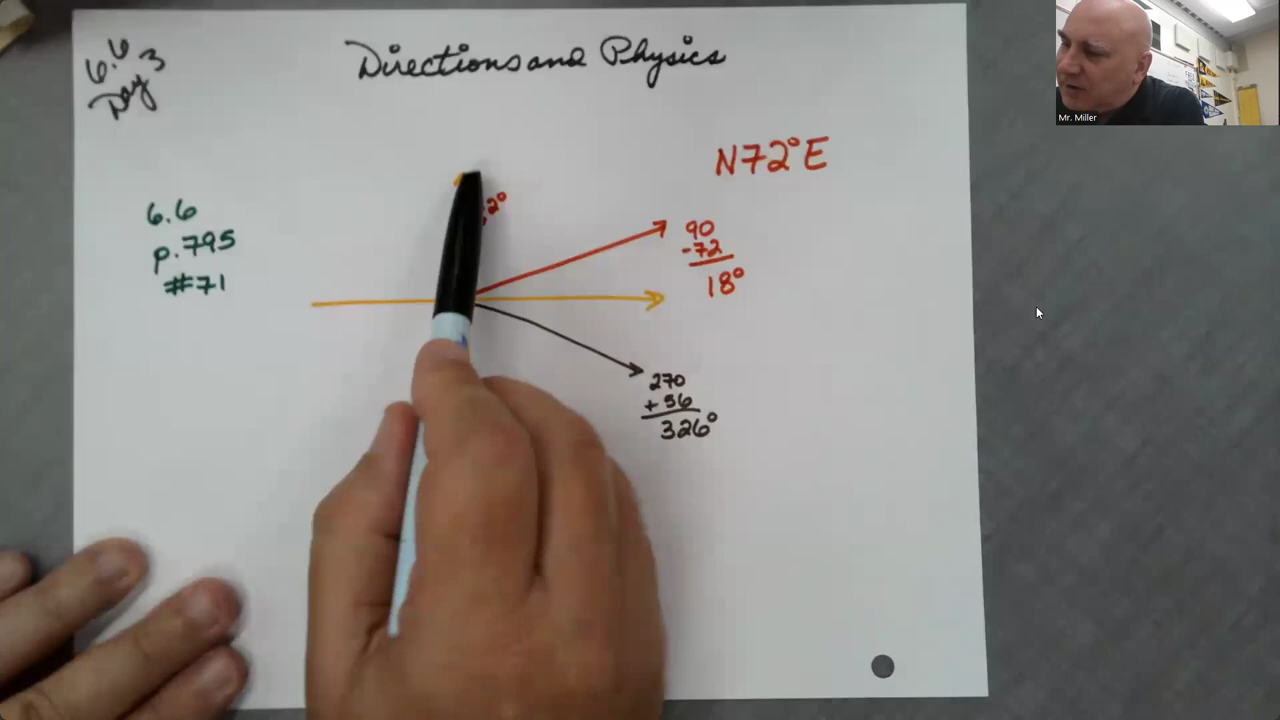 6.6
Day 3
Directions and Physics
Mr. Miller
N72°E
6.6
p.795
#71
2°
90
-72
18°
270
+56
326°